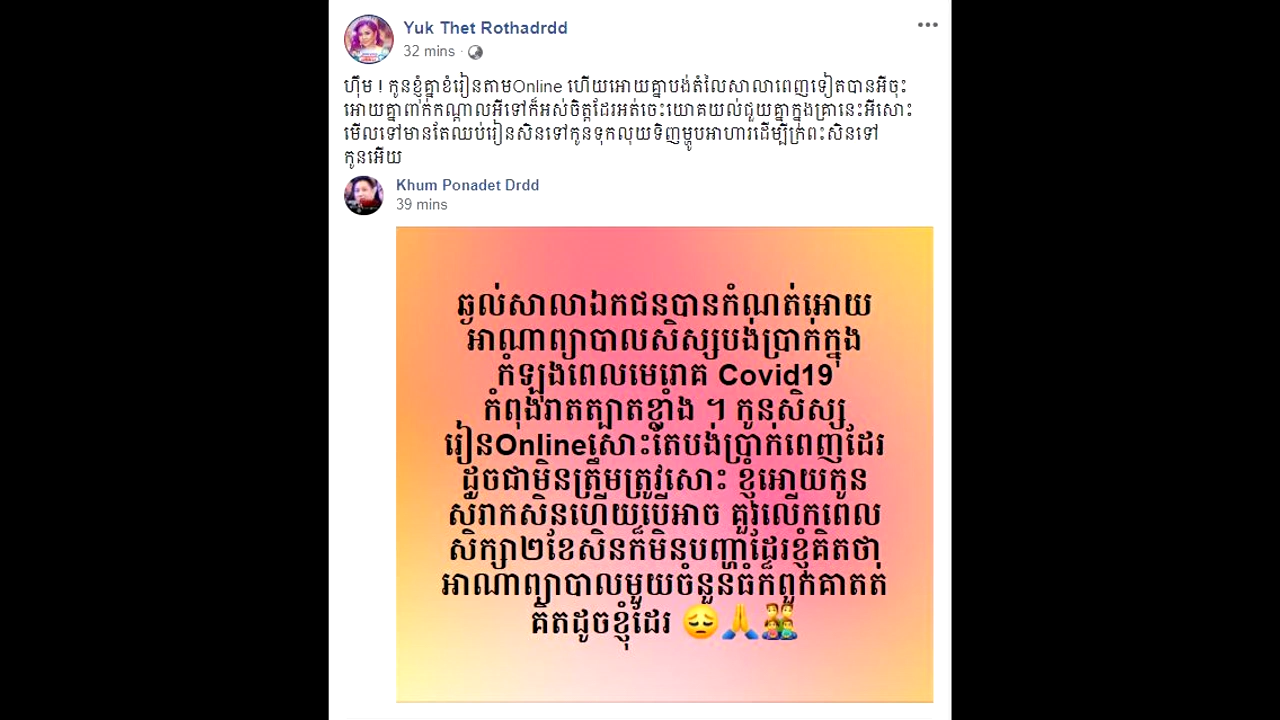 Yuk Thet Rothadrdd
32 mins ·
ហ៊ឹម ! កូនខ្ញុំគ្នាខំរៀនតាមOnline ហើយអោយគ្នាបង់តំលៃសាលាពេញទៀតបានអីចុះ
អោយគ្នាពាក់កណ្ដាលអីទៅក៏អស់ចិត្តដែរអត់ចេះយោគយល់ជួយគ្នាក្នុងគ្រានេះអីសោះ
មើលទៅមានតែឈប់រៀនសិនទៅកូនទុកលុយទិញម្ហូបអាហារដើម្បីក្រពះសិនទៅ
កូនអើយ
Khum Ponadet Drdd
39 mins
ឆ្ងល់សាលាឯកជនបានកំណត់អោយ
អាណាព្យាបាលសិស្សបង់ប្រាក់ក្នុង
កំឡុងពេលមេរោគ Covid19
កំពុងរាតត្បាតខ្លាំង ។ កូនសិស្ស
រៀនOnlineសោះតែបង់ប្រាក់ពេញដែរ
ដូចជាមិនត្រឹមត្រូវសោះ ខ្ញុំអោយកូន
សំរាកសិនហើយបើអាច គួរលើកពេល
សិក្សា២ខែសិនក៏មិនបញ្ហាដែរខ្ញុំគិតថា
អាណាព្យាបាលមួយចំនួនធំក៏ពួកគាតត់
គិតដូចខ្ញុំដែរ 😔🙏👨‍👩‍👧‍👦